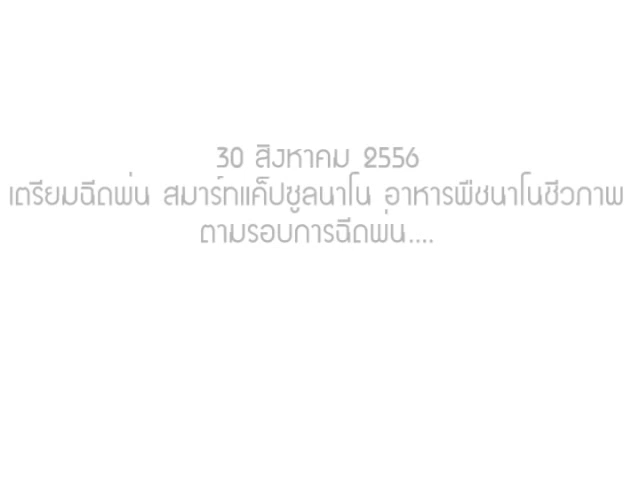 30 สิงหาคม 2556
เตรียมฉีดพ่น สมาร์ทแค็ปซูลนาโน อาหารพืชนาโนชีวภาพ
ตามรอบการฉีดพ่น....